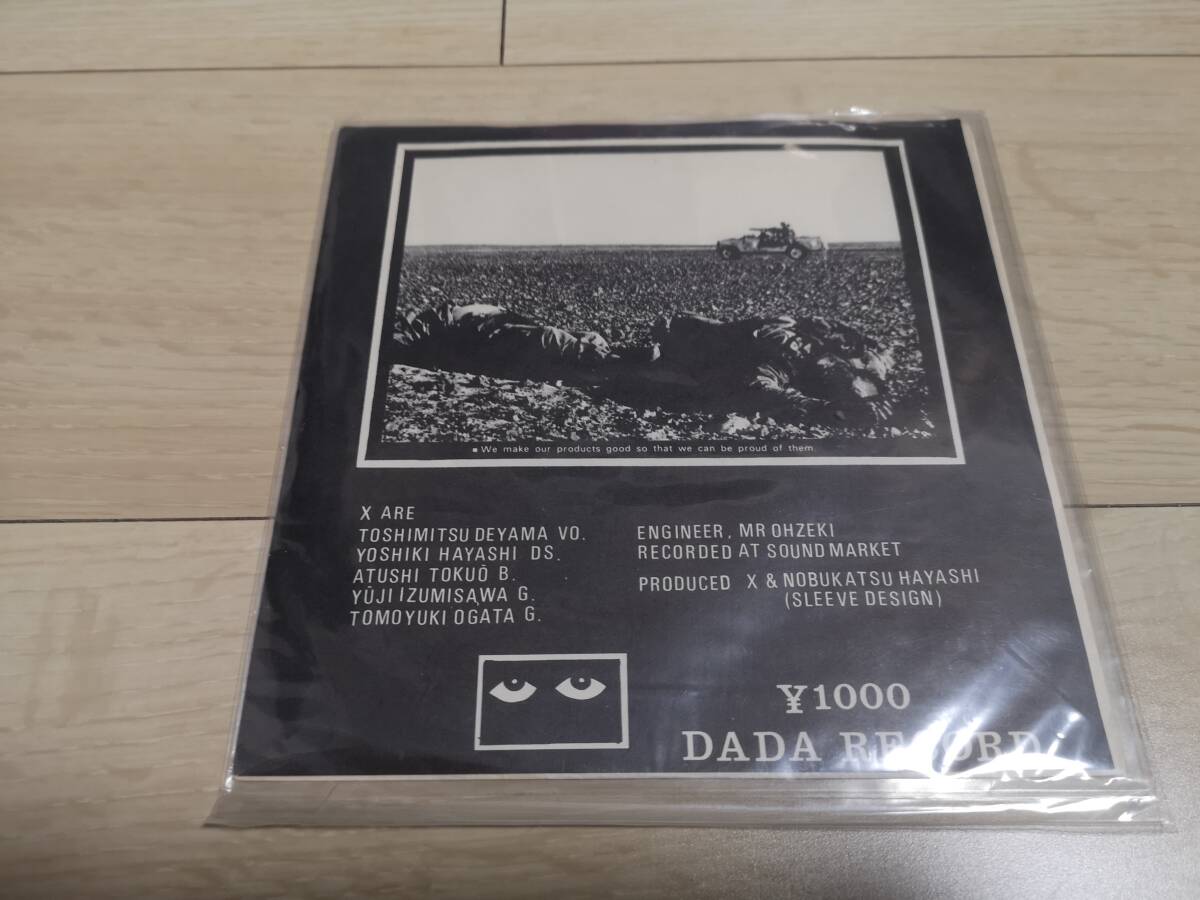 ▪ We make our products good so that we can be proud of them.
X ARE
TOSHIMITSU DEYAMA VO.
YOSHIKI HAYASHI DS.
ATUSHI TOKUŌ B.
YŪJI IZUMISAWA G.
TOMOYUKI OGATA G.
ENGINEER, MR OHZEKI
RECORDED AT SOUND MARKET
PRODUCED X & NOBUKATSU HAYASHI
(SLEEVE DESIGN)
¥1000
DADA RECORD